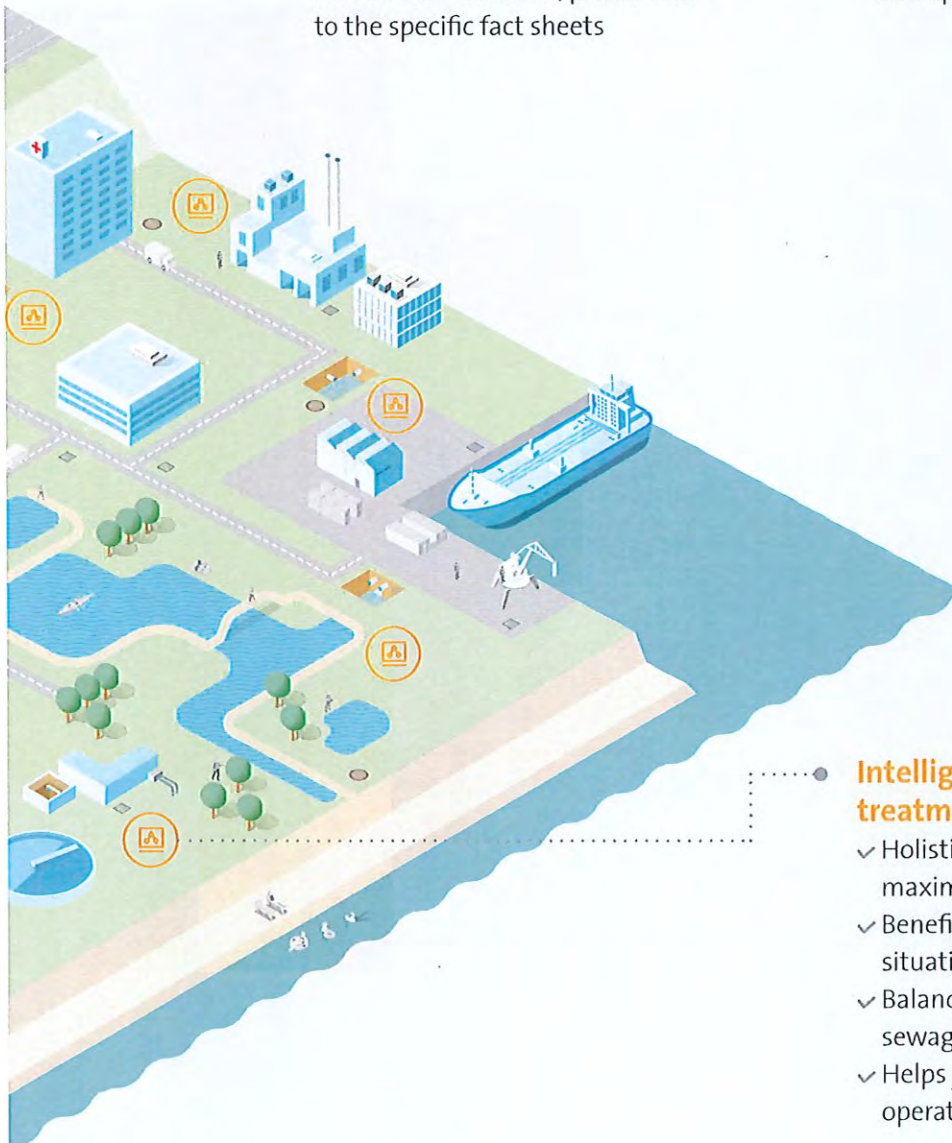 to the specific fact sheets
Intellig
treatm
✓ Holisti
maxim
✓ Benefi
situati
✓ Balanc
sewag
✓ Helps
operat